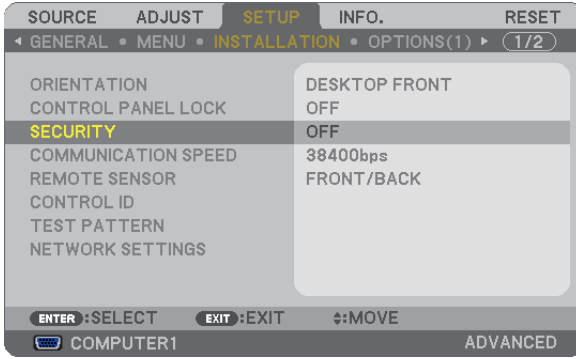 SOURCE ADJUST SETUP INFO. RESET
◂ GENERAL • MENU • INSTALLATION • OPTIONS(1) ▸ 1/2
ORIENTATION DESKTOP FRONT
CONTROL PANEL LOCK OFF
SECURITY OFF
COMMUNICATION SPEED 38400bps
REMOTE SENSOR FRONT/BACK
CONTROL ID
TEST PATTERN
NETWORK SETTINGS
ENTER :SELECT EXIT :EXIT ♦:MOVE
COMPUTER1 ADVANCED